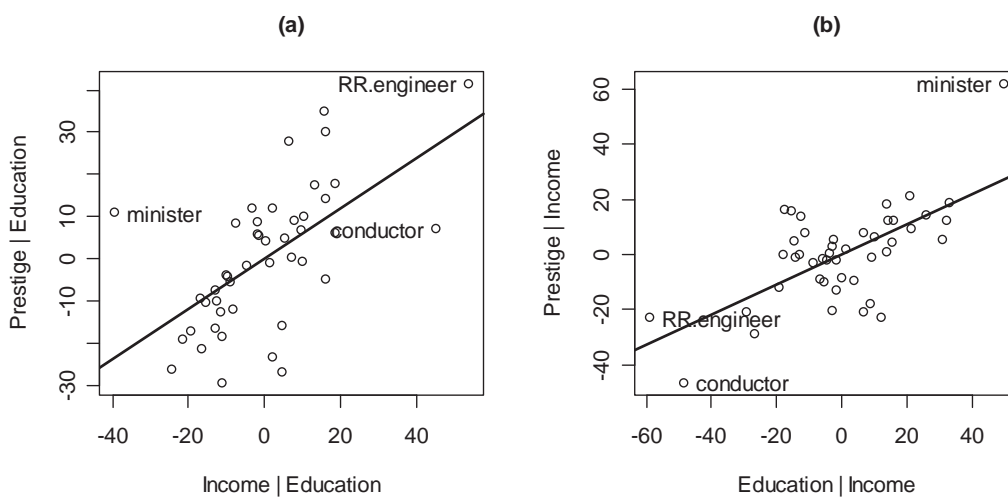 (a)
Prestige | Education
30
10
0
-10
-30
RR.engineer
minister
conductor
-40
-20
0
20
40
Income | Education
(b)
Prestige | Income
60
40
20
0
-20
-40
minister
RR.engineer
conductor
-60
-40
-20
0
20
40
Education | Income